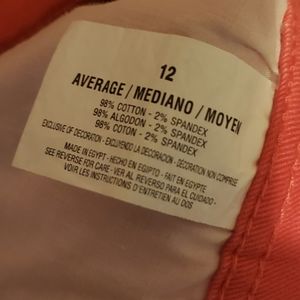 12
AVERAGE / MEDIANO / MOYEN
98% COTTON - 2% SPANDEX
98% ALGODON - 2% SPANDEX
98% COTON - 2% SPANDEX
EXCLUSIVE OF DECORATION - EXCLUYENDO LA DECORACION - DECORATION NON COMPRISE
MADE IN EGYPT - HECHO EN EGIPTO - FAIT EN EGYPTE
SEE REVERSE FOR CARE - VER AL REVERSO PARA EL CUIDADO -
VOIR LES INSTRUCTIONS D'ENTRETIEN AU DOS